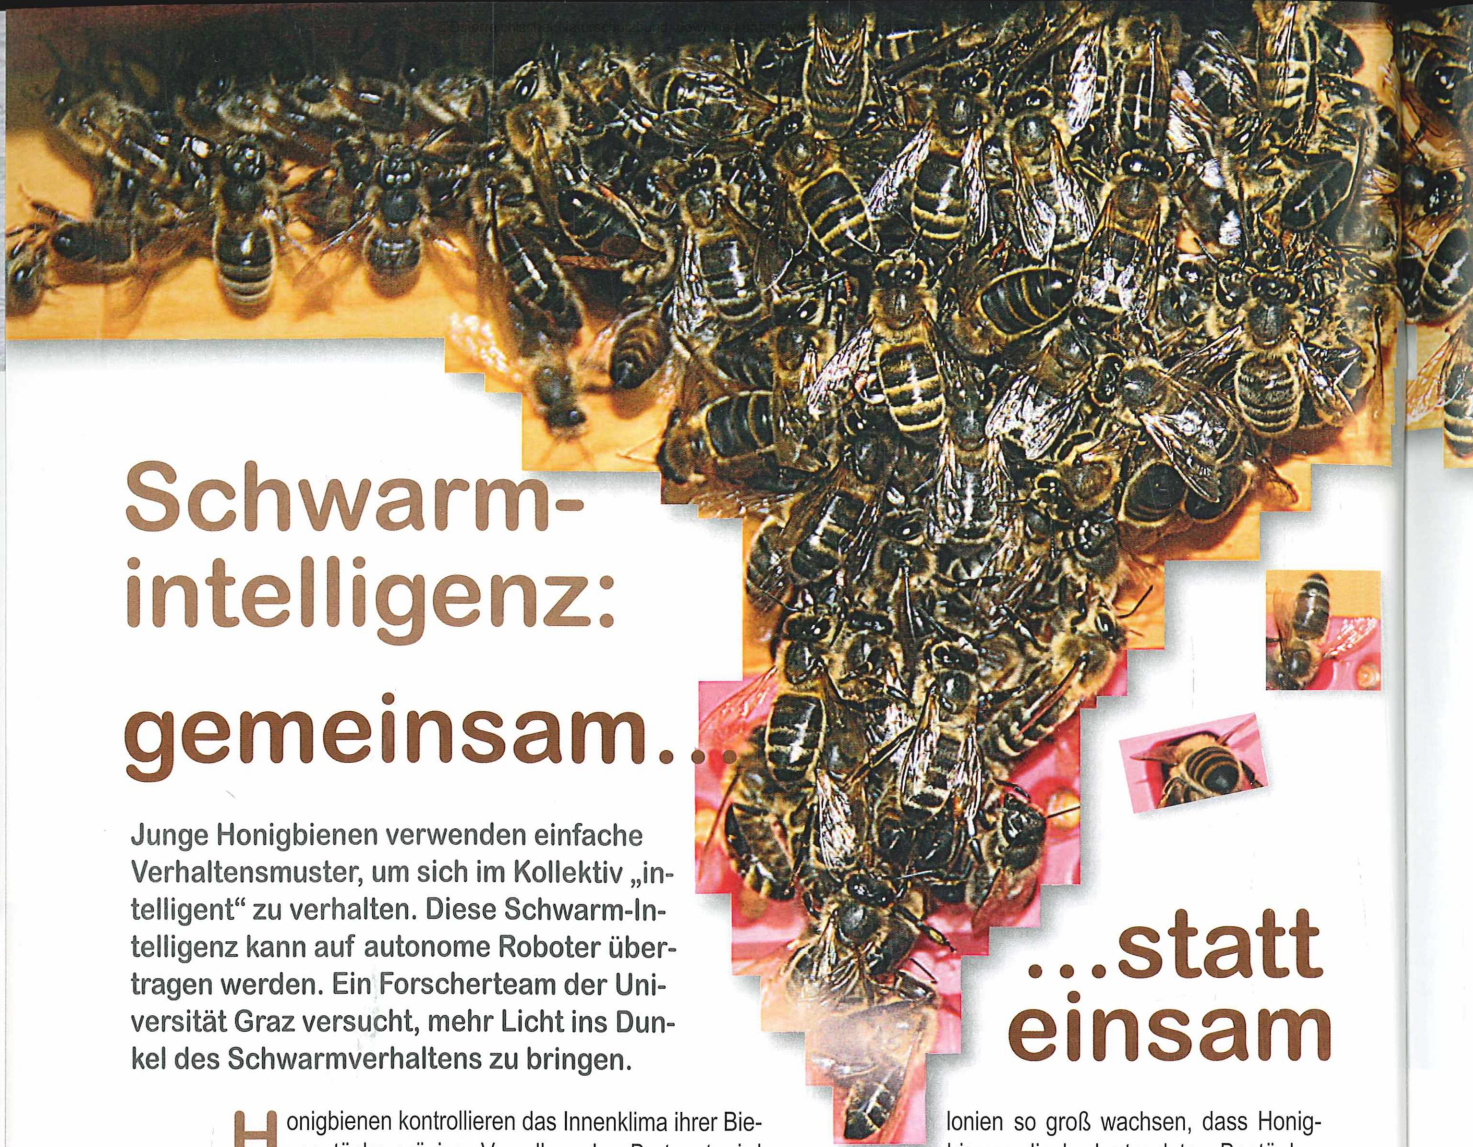 Schwarm-
intelligenz:
gemeinsam...
Junge Honigbienen verwenden einfache
Verhaltensmuster, um sich im Kollektiv „in-
telligent“ zu verhalten. Diese Schwarm-In-
telligenz kann auf autonome Roboter über-
tragen werden. Ein Forscherteam der Uni-
versität Graz versucht, mehr Licht ins Dun-
kel des Schwarmverhaltens zu bringen.
...statt
einsam
Honigbienen kontrollieren das Innenklima ihrer Bie-
lonien so groß wachsen, dass Honig-